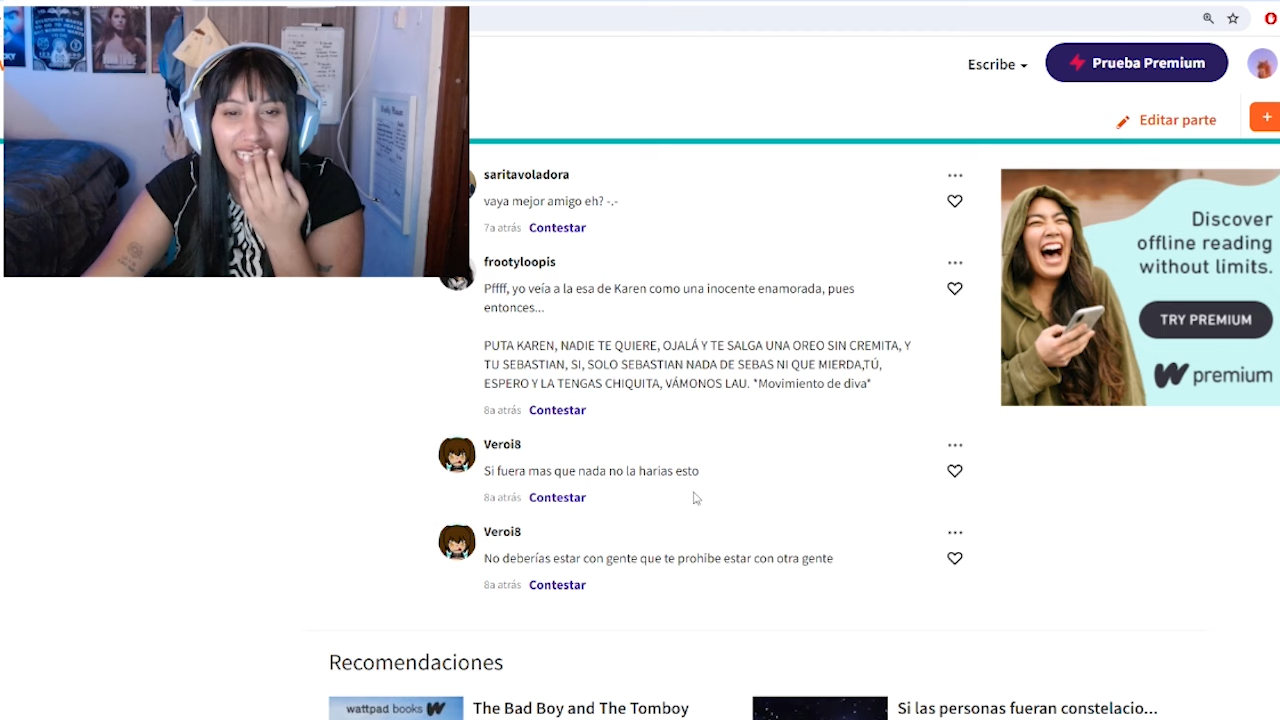 Escribe
Prueba Premium
Editar parte
+
saritavoladora
vaya mejor amigo eh? -.-
7a atrás Contestar
frootyloopis
Pffff, yo veía a la esa de Karen como una inocente enamorada, pues
entonces...
PUTA KAREN, NADIE TE QUIERE, OJALÁ Y TE SALGA UNA OREO SIN CREMITA, Y
TU SEBASTIAN, SI, SOLO SEBASTIAN NADA DE SEBAS NI QUE MIERDA,TÚ,
ESPERO Y LA TENGAS CHIQUITA, VÁMONOS LAU. *Movimiento de diva*
8a atrás Contestar
Veroi8
Si fuera mas que nada no la harias esto
8a atrás Contestar
Veroi8
No deberías estar con gente que te prohibe estar con otra gente
8a atrás Contestar
Discover
offline reading
without limits.
TRY PREMIUM
premium
Recomendaciones
wattpad books
The Bad Boy and The Tomboy
Si las personas fueran constelacio...